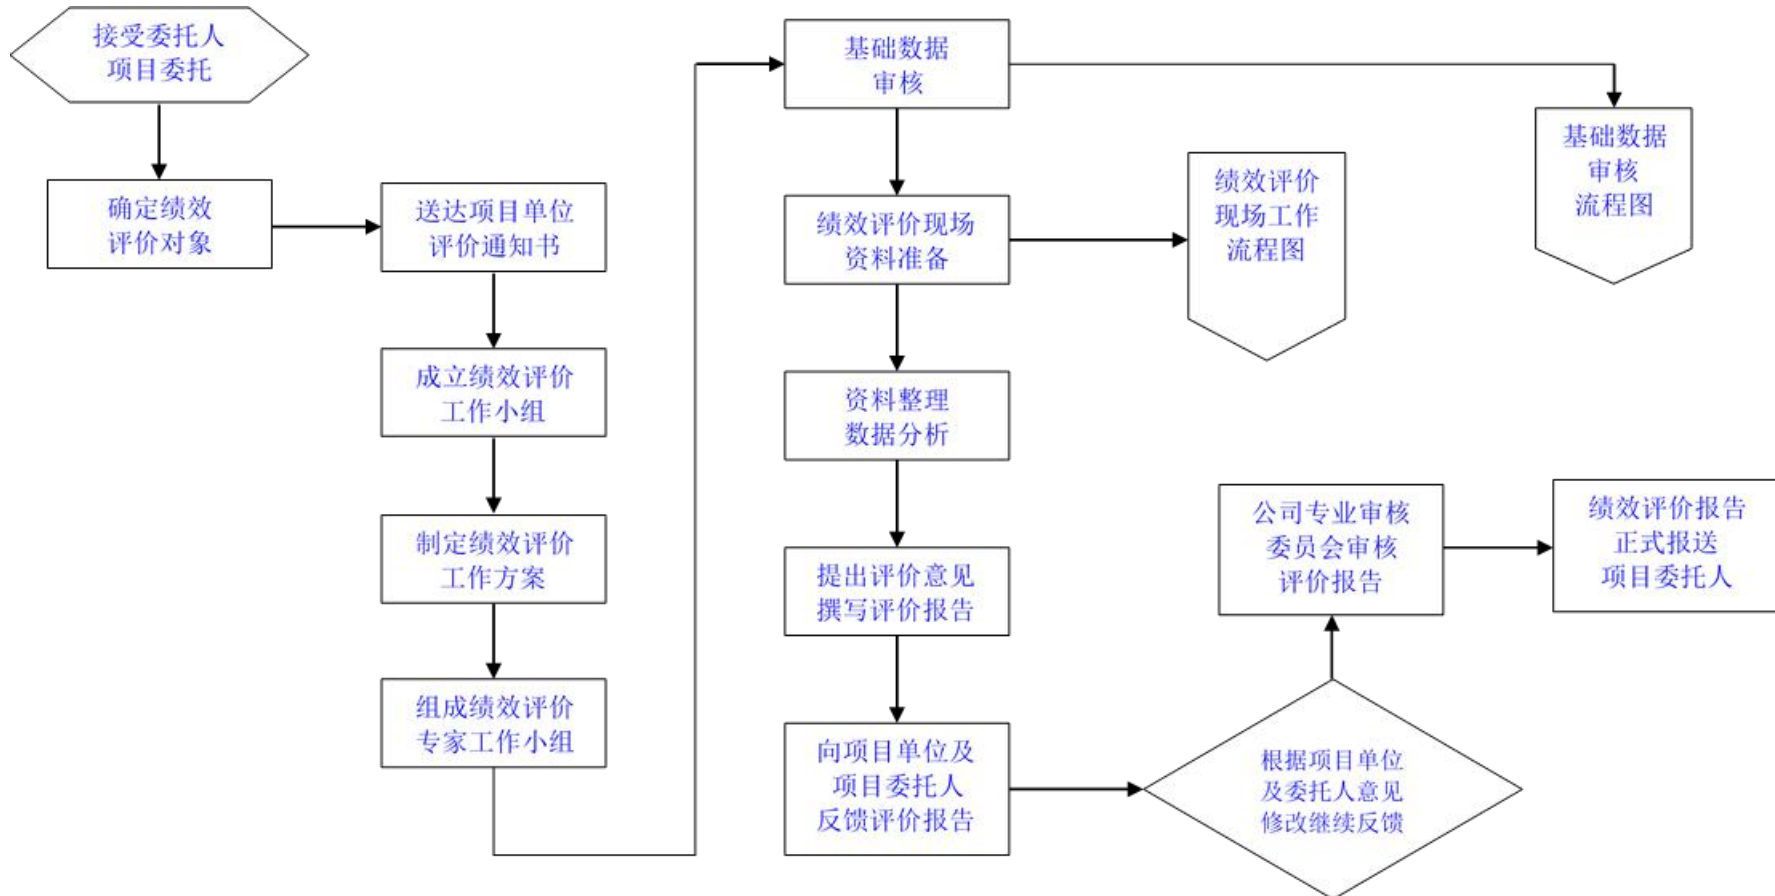 接受委托人
项目委托
确定绩效
评价对象
送达项目单位
评价通知书
成立绩效评价
工作小组
制定绩效评价
工作方案
组成绩效评价
专家工作小组
基础数据
审核
基础数据
审核
流程图
绩效评价现场
资料准备
绩效评价
现场工作
流程图
资料整理
数据分析
提出评价意见
撰写评价报告
向项目单位及
项目委托人
反馈评价报告
根据项目单位
及委托人意见
修改继续反馈
公司专业审核
委员会审核
评价报告
绩效评价报告
正式报送
项目委托人